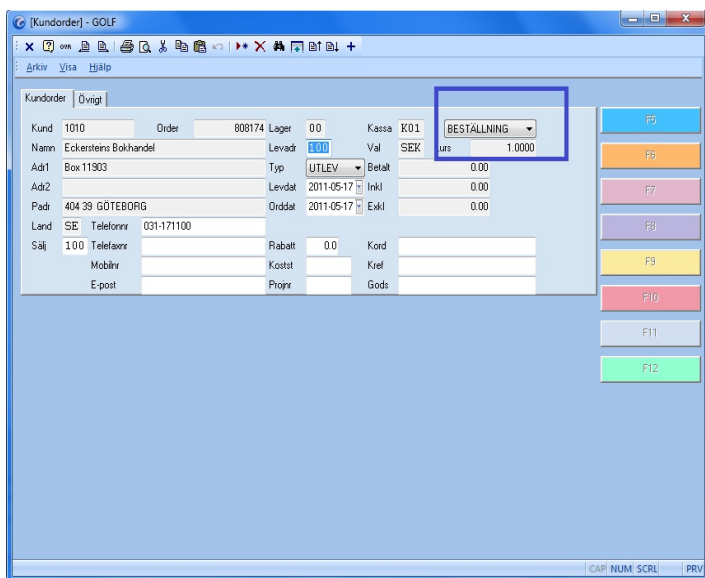 [Kundorder] - GOLF
OVR
Arkiv Visa Hjälp
Kundorder Övrigt
Kund 1010 Order 808174 Lager 00 Kassa K01 BESTÄLLNING
Namn Eckersteins Bokhandel Levadr 100 Val SEK urs 1.0000
Adr1 Box 11903 Typ UTLEV Betalt 0.00
Adr2 Levdat 2011-05-17 Inkl 0.00
Padr 404 39 GÖTEBORG Orddat 2011-05-17 Exkl 0.00
Land SE Telefonnr 031-171100
Sälj 100 Telefaxnr Rabatt 0.0 Kord
Mobilnr Kostst Kref
E-post Projnr Gods
F5
F6
F7
F8
F9
F10
F11
F12
CAP NUM SCRL PRV